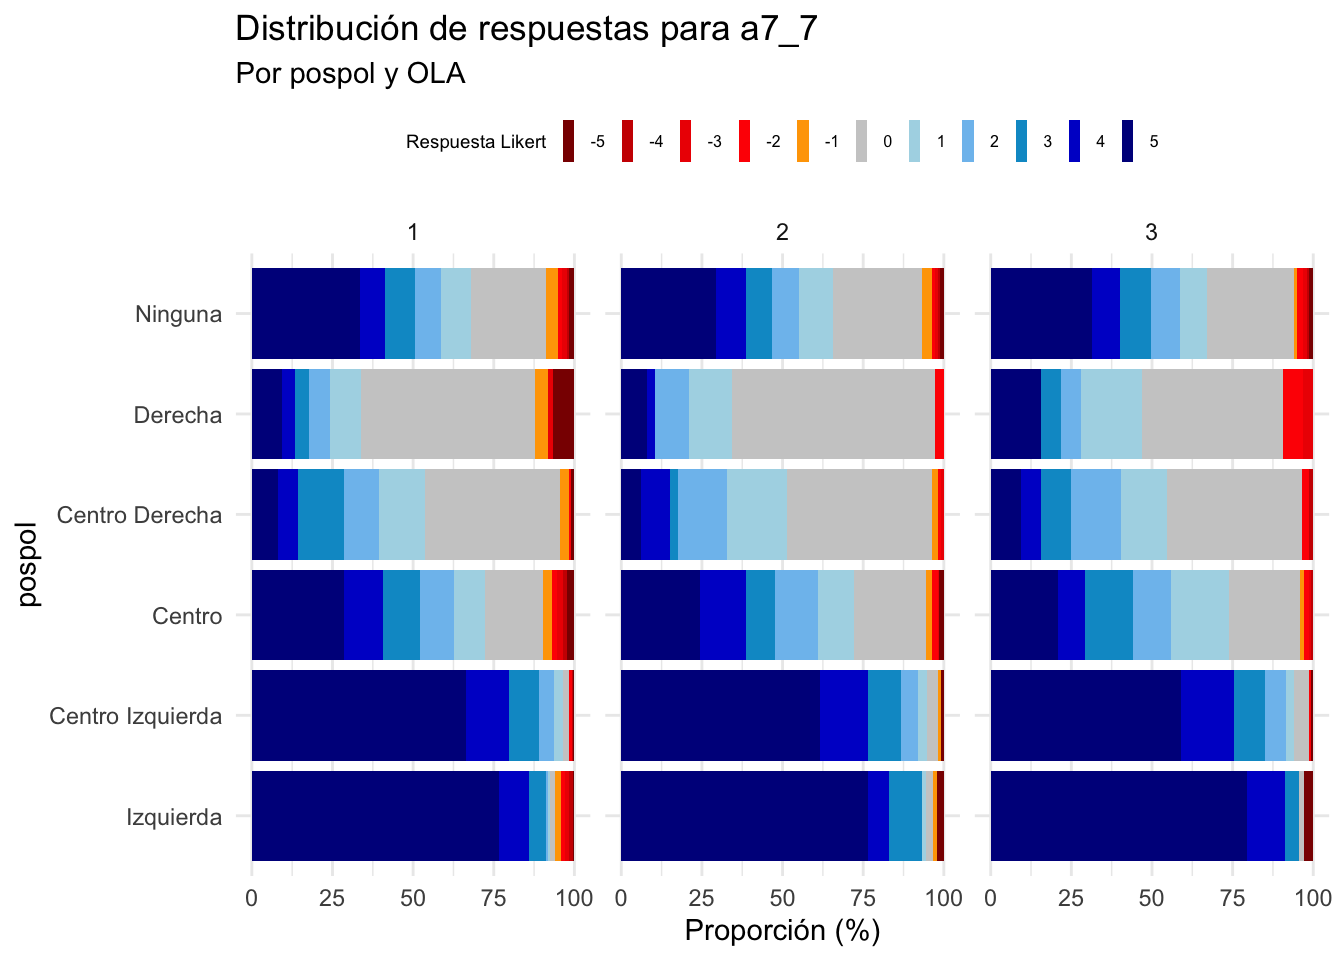 Distribución de respuestas para a7_7
Por pospol y OLA
Respuesta Likert -5 -4 -3 -2 -1 0 1 2 3 4 5
1 2 3
Ninguna
Derecha
Centro Derecha
Centro
Centro Izquierda
Izquierda
pospol
0 25 50 75 100 0 25 50 75 100 0 25 50 75 100
Proporción (%)